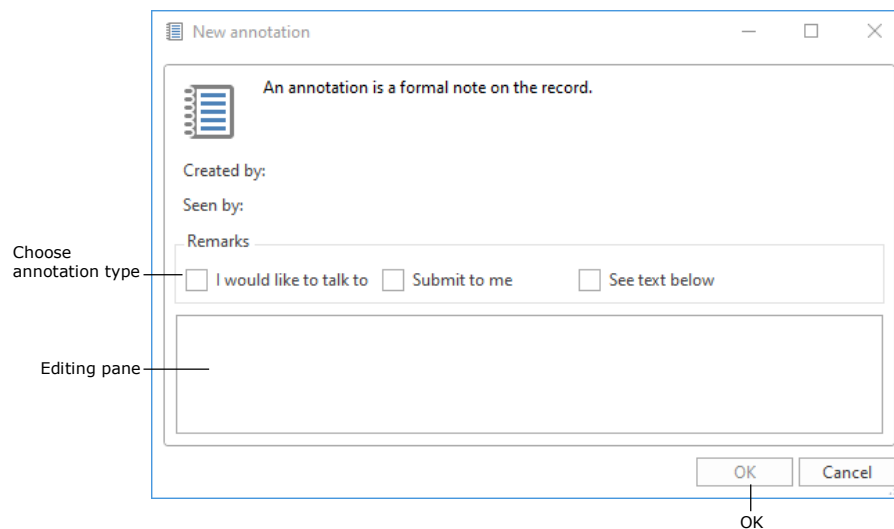 New annotation
An annotation is a formal note on the record.
Created by:
Seen by:
Remarks
Choose
annotation type
I would like to talk to
Submit to me
See text below
Editing pane
OK
Cancel
OK